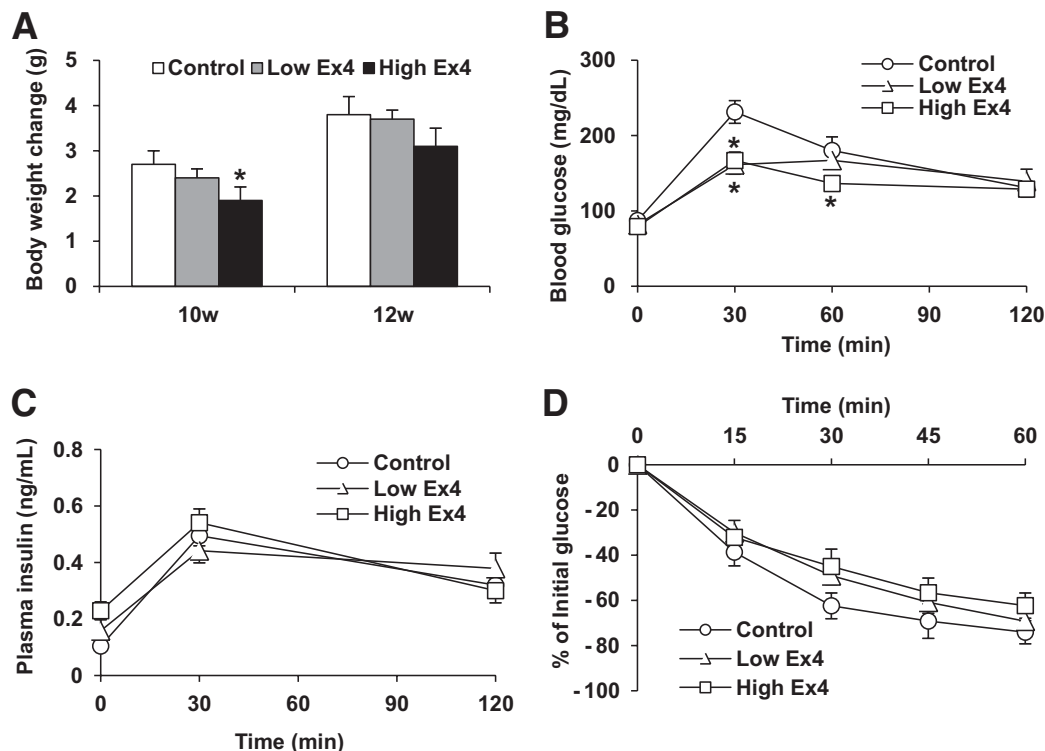 A
Body weight change (g)
5
4
3
2
1
0
Control Low Ex4 High Ex4
*
10w 12w
B
Blood glucose (mg/dL)
300
200
100
0
Control
Low Ex4
High Ex4
*
*
*
0 30 60 90 120
Time (min)
C
Plasma insulin (ng/mL)
0.8
0.6
0.4
0.2
0
Control
Low Ex4
High Ex4
0 30 60 90 120
Time (min)
D
Time (min)
0 15 30 45 60
% of Initial glucose
0
-20
-40
-60
-80
-100
Control
Low Ex4
High Ex4